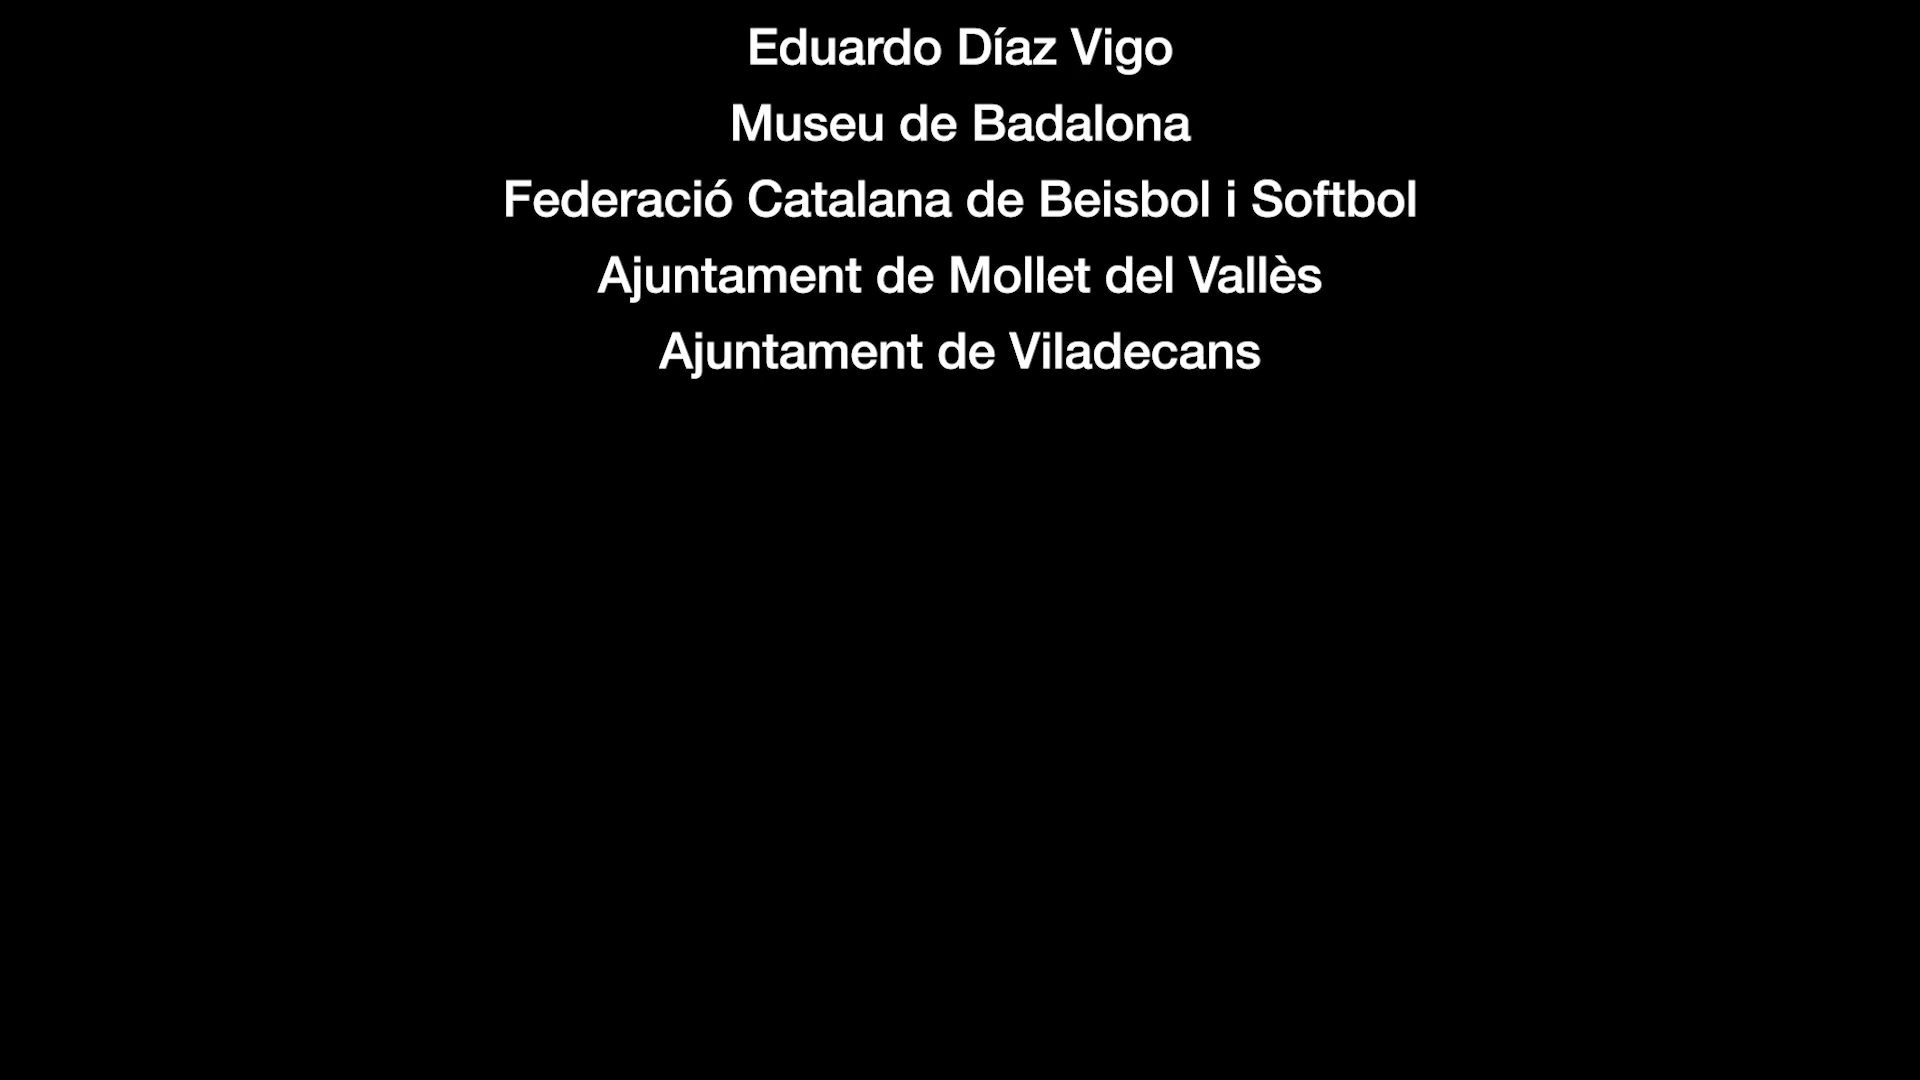 Eduardo Díaz Vigo
Museu de Badalona
Federació Catalana de Beisbol i Softbol
Ajuntament de Mollet del Vallès
Ajuntament de Viladecans